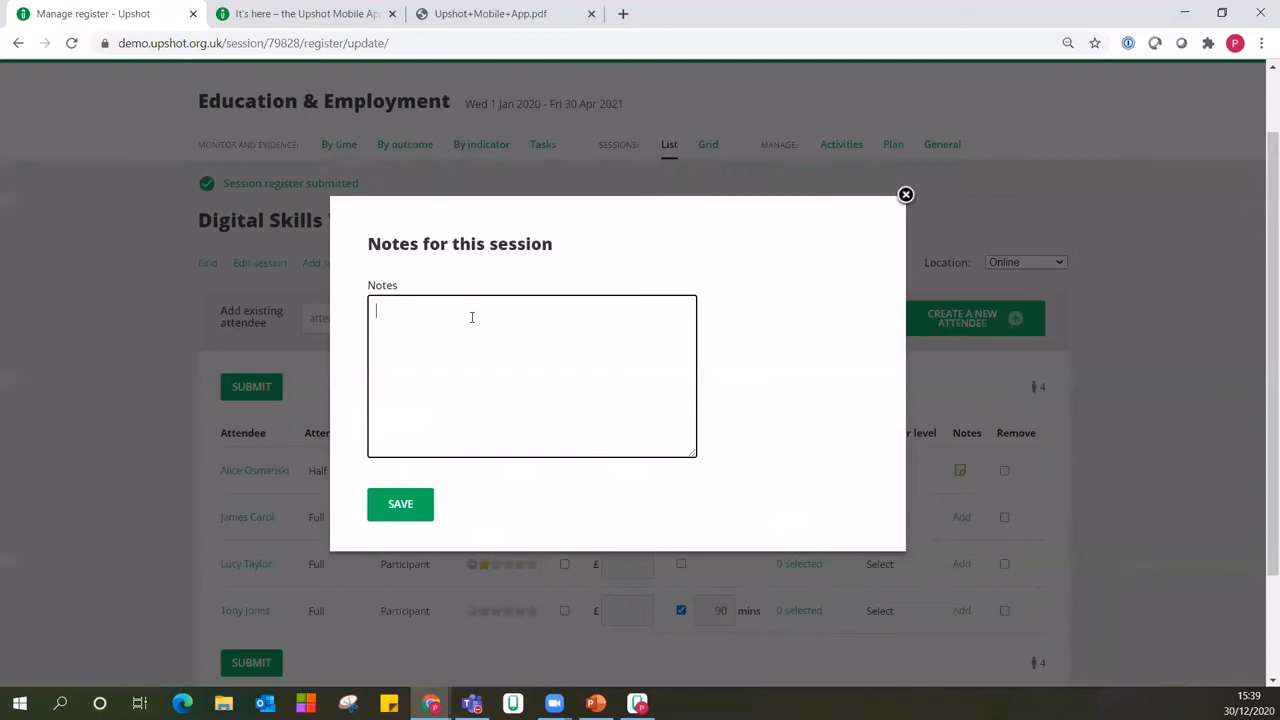 Manage register - Upshot
It's here – the Upshot Mobile Ap
Upshot+Mobile+App.pdf
demo.upshot.org.uk/session/79828/register/update/
P
Education & Employment
Wed 1 Jan 2020 - Fri 30 Apr 2021
MONITOR AND EVIDENCE:
By time
By outcome
By indicator
Tasks
SESSIONS:
List
Grid
MANAGE:
Activities
Plan
General
Session register submitted
Digital Skills
Grid
Edit session
Location:
Online
Add existing
attendee
CREATE A NEW
ATTENDEE
Notes for this session
Notes
SAVE
SUBMIT
4
Attendee
level
Notes
Remove
Alice Osmanski
Half
James Carol
Full
Add
Lucy Taylor
Full
Participant
£
0 selected
Select
Add
Tony Jones
Full
Participant
£
90
mins
0 selected
Select
Add
SUBMIT
4
15:39
30/12/2020